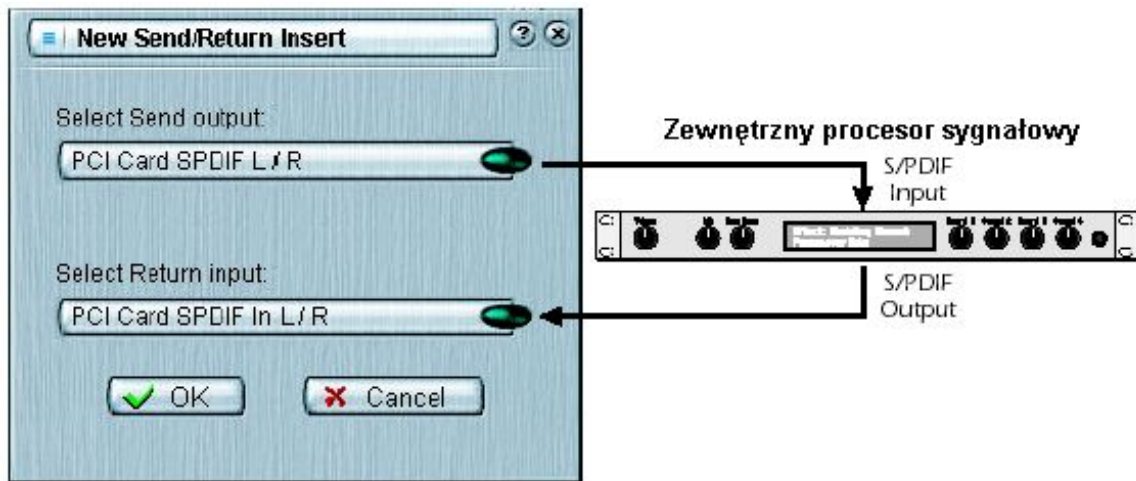 New Send/Return Insert
?
Select Send output:
PCI Card SPDIF L / R
Select Return input:
PCI Card SPDIF In L / R
OK
Cancel
Zewnętrzny procesor sygnałowy
S/PDIF
Input
S/PDIF
Output